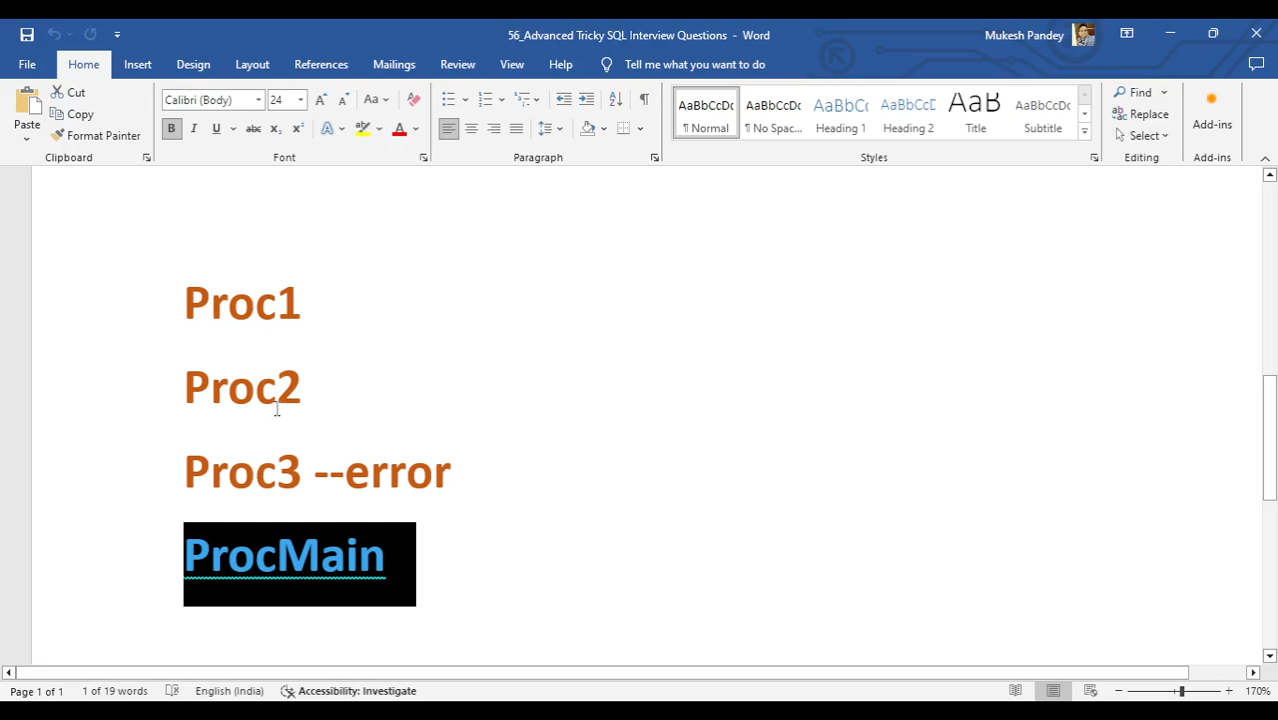 56_Advanced Tricky SQL Interview Questions - Word
Mukesh Pandey
File Home Insert Design Layout References Mailings Review View Help Tell me what you want to do
Paste
Cut
Copy
Format Painter
Clipboard
Calibri (Body) 24
Font
Paragraph
AaBbCcDc AaBbCcDc AaBbCc AaBbCcD AaB AaBbCcD
¶ Normal ¶ No Spac... Heading 1 Heading 2 Title Subtitle
Styles
Find
Replace
Select
Editing
Add-ins
Add-ins
Proc1
Proc2
Proc3 --error
ProcMain
Page 1 of 1 1 of 19 words English (India) Accessibility: Investigate 170%